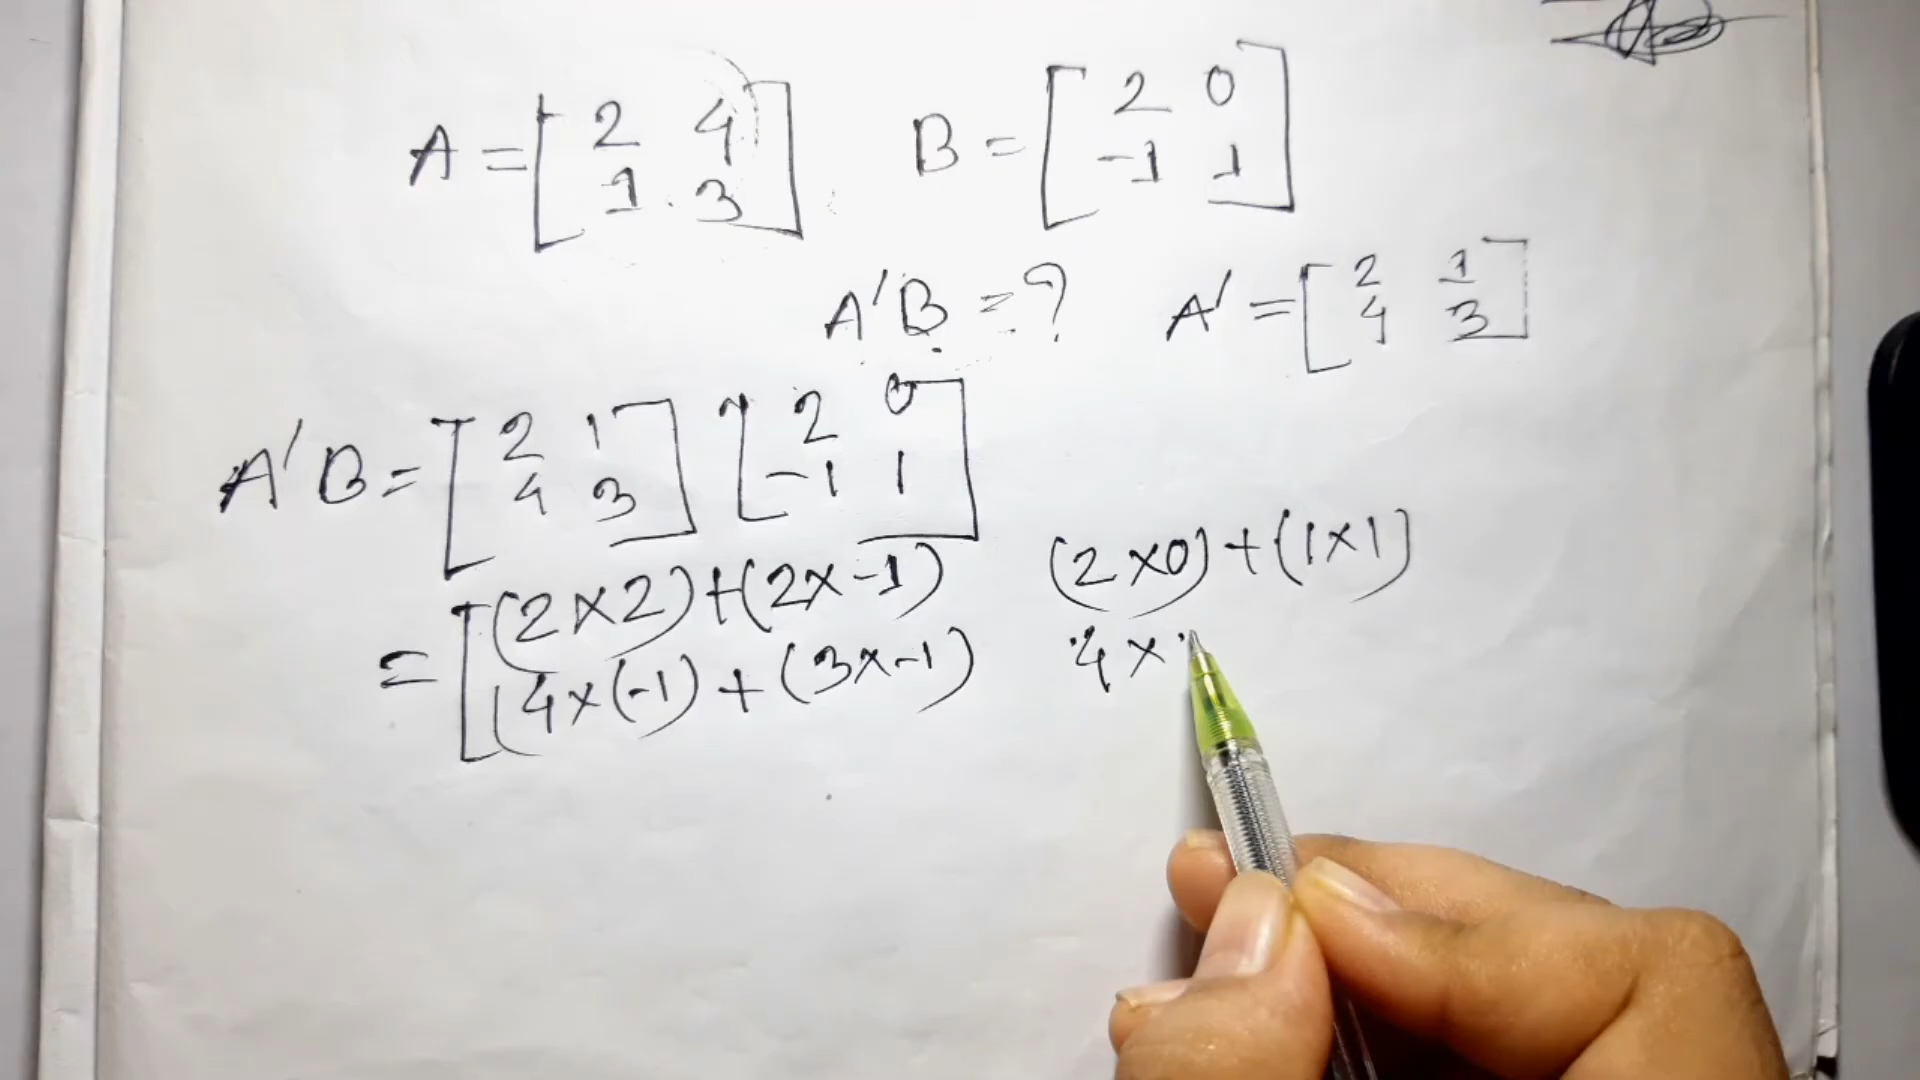 A = [ 2 4 B = [ 2 0 ]
1 3 ] -1 1
A'B = ? A' = [ 2 1 ]
4 3
A'B = [ 2 1 ] [ 2 0 ]
4 3 -1 1
(2×2)+(2×-1) (2×0)+(1×1)
= [ (4×(-1)+(3×-1) 4×